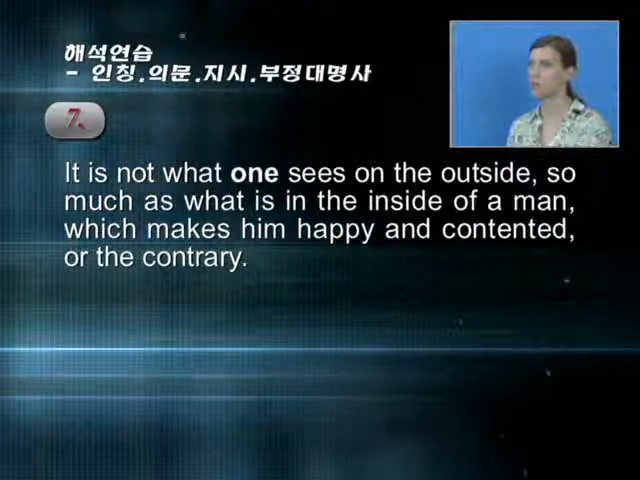 해석연습
- 인칭.의문.지시.부정대명사
7.
It is not what one sees on the outside, so
much as what is in the inside of a man,
which makes him happy and contented,
or the contrary.